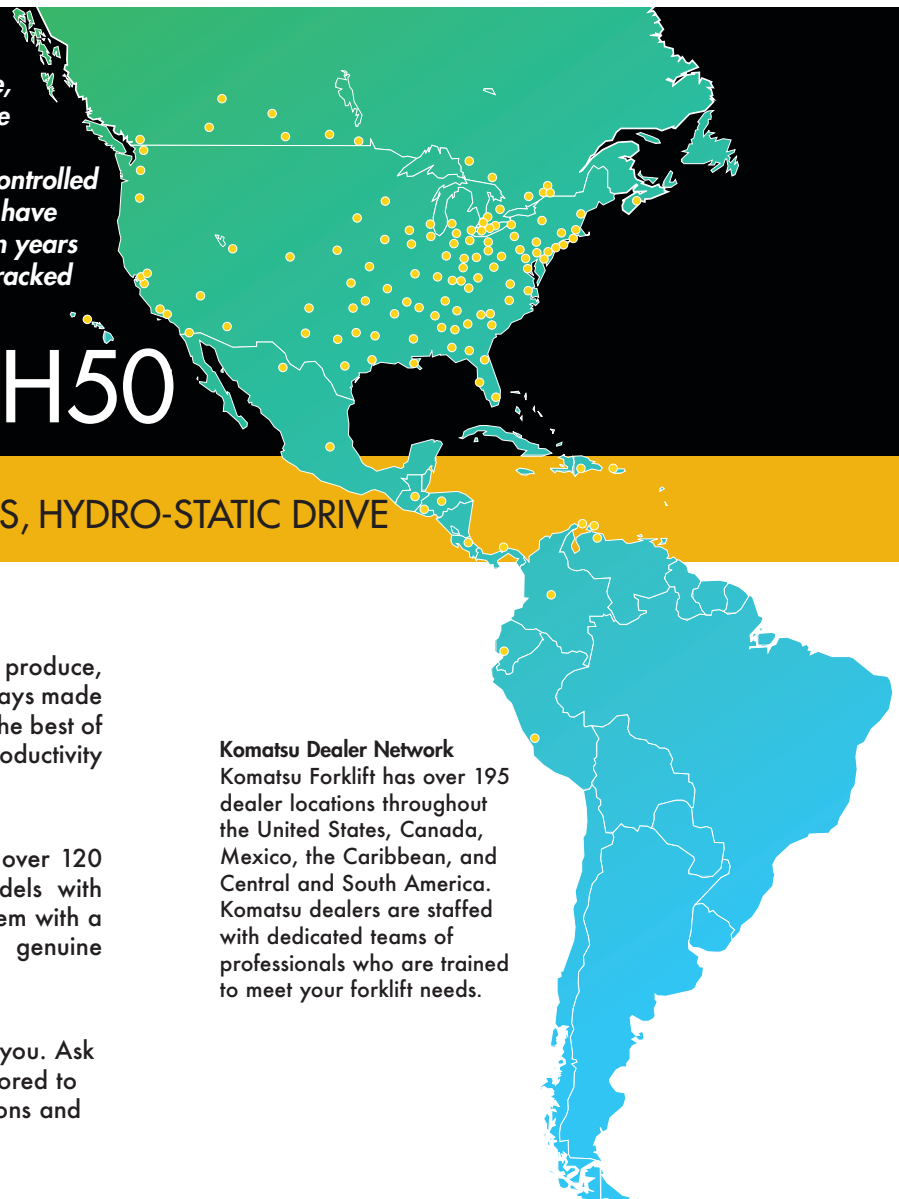 e,
e
ontrolled
have
n years
racked
H50
S, HYDRO-STATIC DRIVE
produce,
ays made
he best of
oductivity
over 120
dels with
em with a
genuine
you. Ask
ored to
ons and
Komatsu Dealer Network
Komatsu Forklift has over 195
dealer locations throughout
the United States, Canada,
Mexico, the Caribbean, and
Central and South America.
Komatsu dealers are staffed
with dedicated teams of
professionals who are trained
to meet your forklift needs.